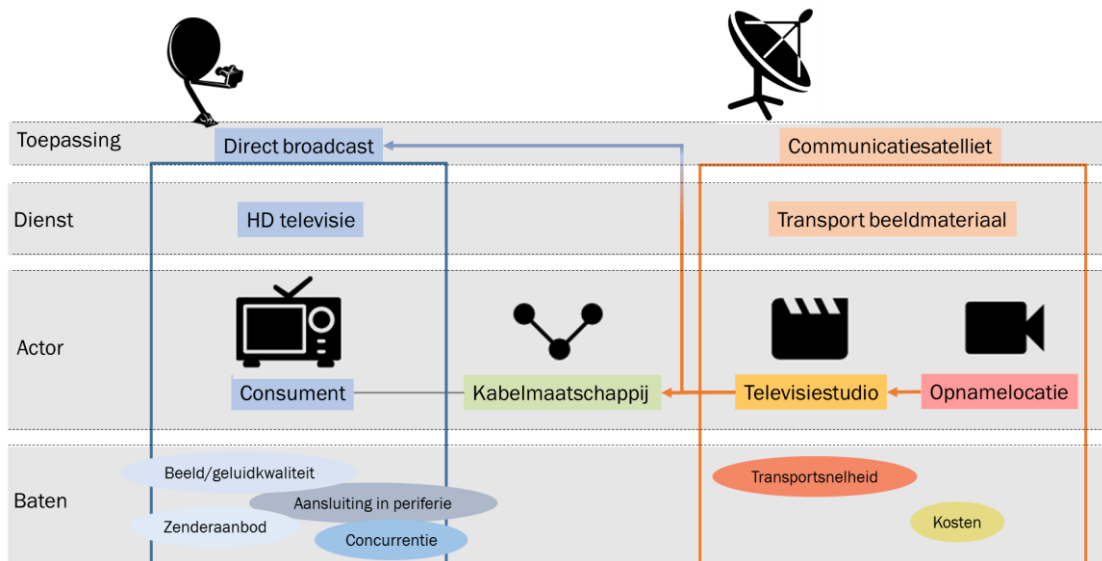 Toepassing
Direct broadcast
Communicatiesatelliet
Dienst
HD televisie
Transport beeldmateriaal
Actor
Consument
Kabelmaatschappij
Televisiestudio
Opnamelocatie
Baten
Beeld/geluidkwaliteit
Aansluiting in periferie
Zenderaanbod
Concurrentie
Transportsnelheid
Kosten